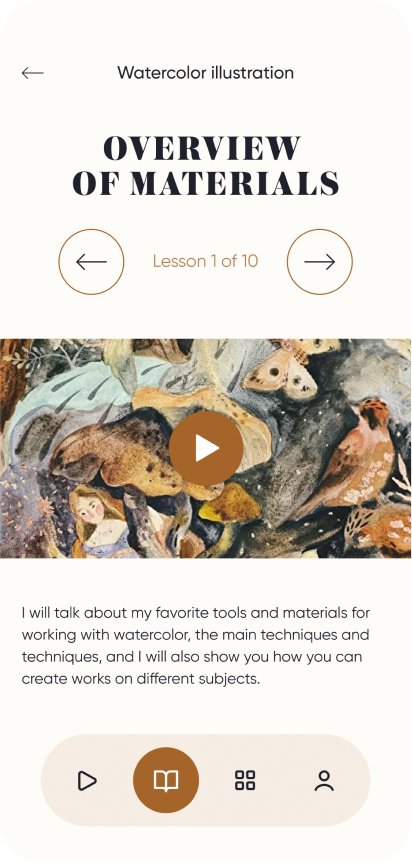 Watercolor illustration
OVERVIEW
OF MATERIALS
Lesson 1 of 10
I will talk about my favorite tools and materials for
working with watercolor, the main techniques and
techniques, and I will also show you how you can
create works on different subjects.